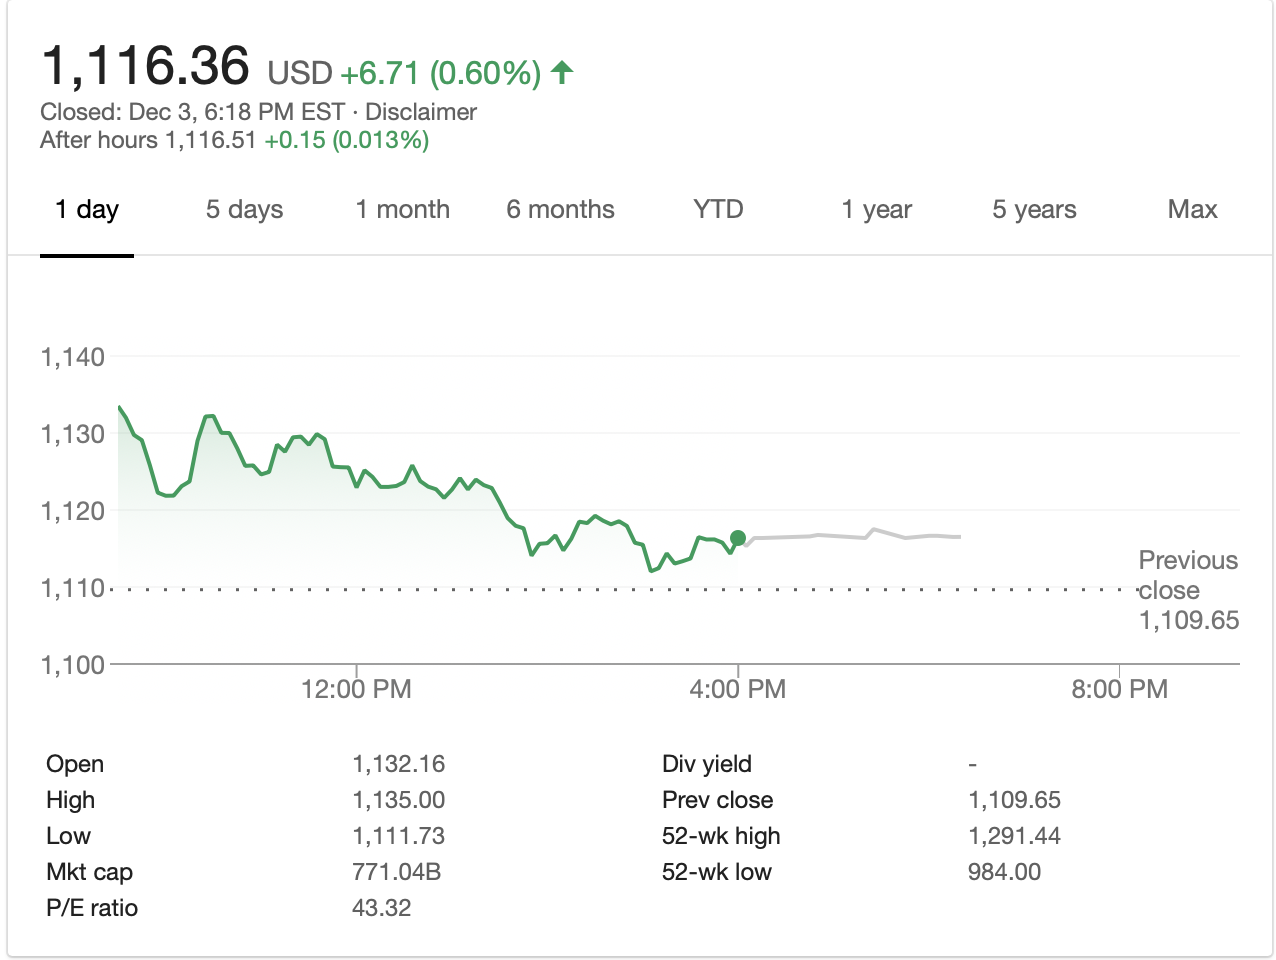 1,116.36 USD +6.71 (0.60%)
Closed: Dec 3, 6:18 PM EST · Disclaimer
After hours 1,116.51 +0.15 (0.013%)
1 day 5 days 1 month 6 months YTD 1 year 5 years Max
1,140
1,130
1,120
1,110
1,100
Previous
close
1,109.65
12:00 PM 4:00 PM 8:00 PM
Open 1,132.16 Div yield -
High 1,135.00 Prev close 1,109.65
Low 1,111.73 52-wk high 1,291.44
Mkt cap 771.04B 52-wk low 984.00
P/E ratio 43.32